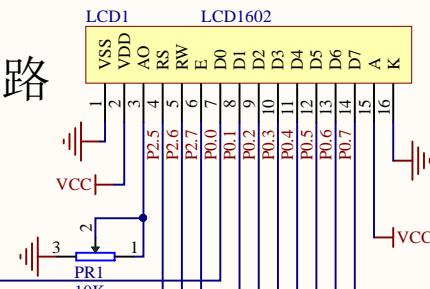 LCD1 LCD1602
路
VSS VDD AO RS RW E D0 D1 D2 D3 D4 D5 D6 D7 A K
1 2 3 4 5 6 7 8 9 10 11 12 13 14 15 16
P2.5 P2.6 P2.7 P0.0 P0.1 P0.2 P0.3 P0.4 P0.5 P0.6 P0.7
VCC
VCC
2
3 1
PR1
10K